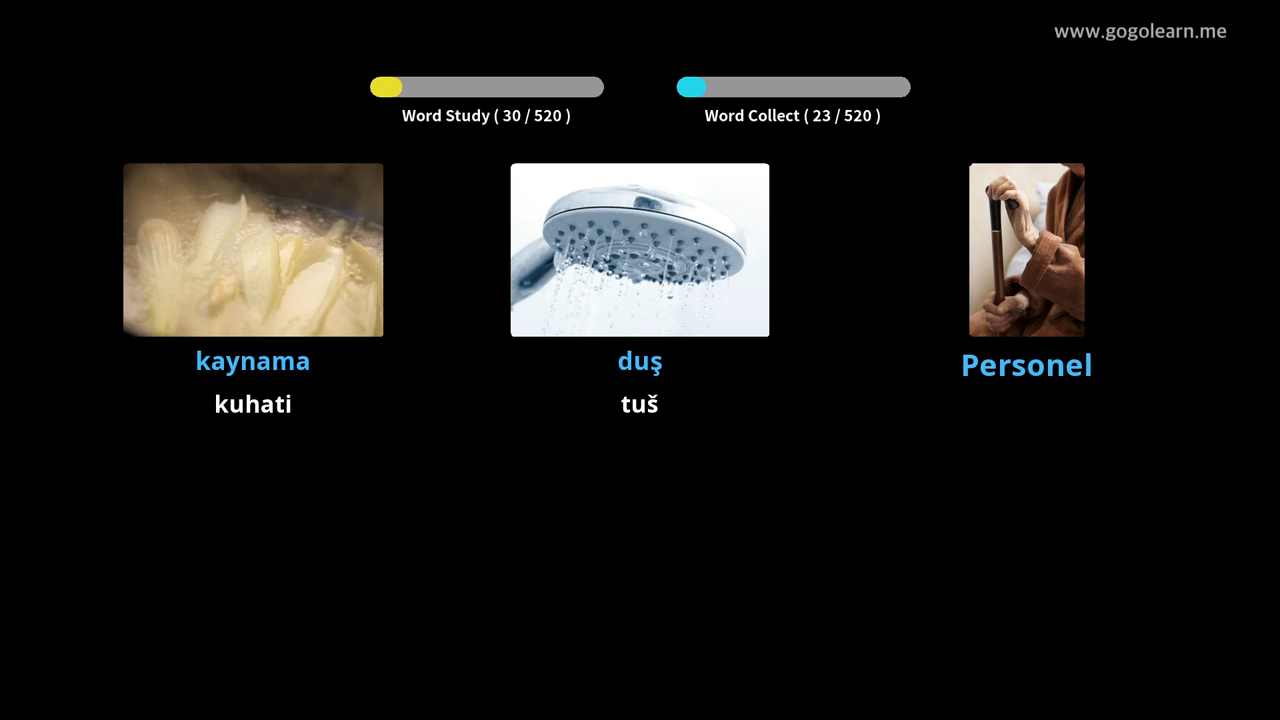 www.gogolearn.me
Word Study ( 30 / 520 )
Word Collect ( 23 / 520 )
kaynama
duş
Personel
kuhati
tuš